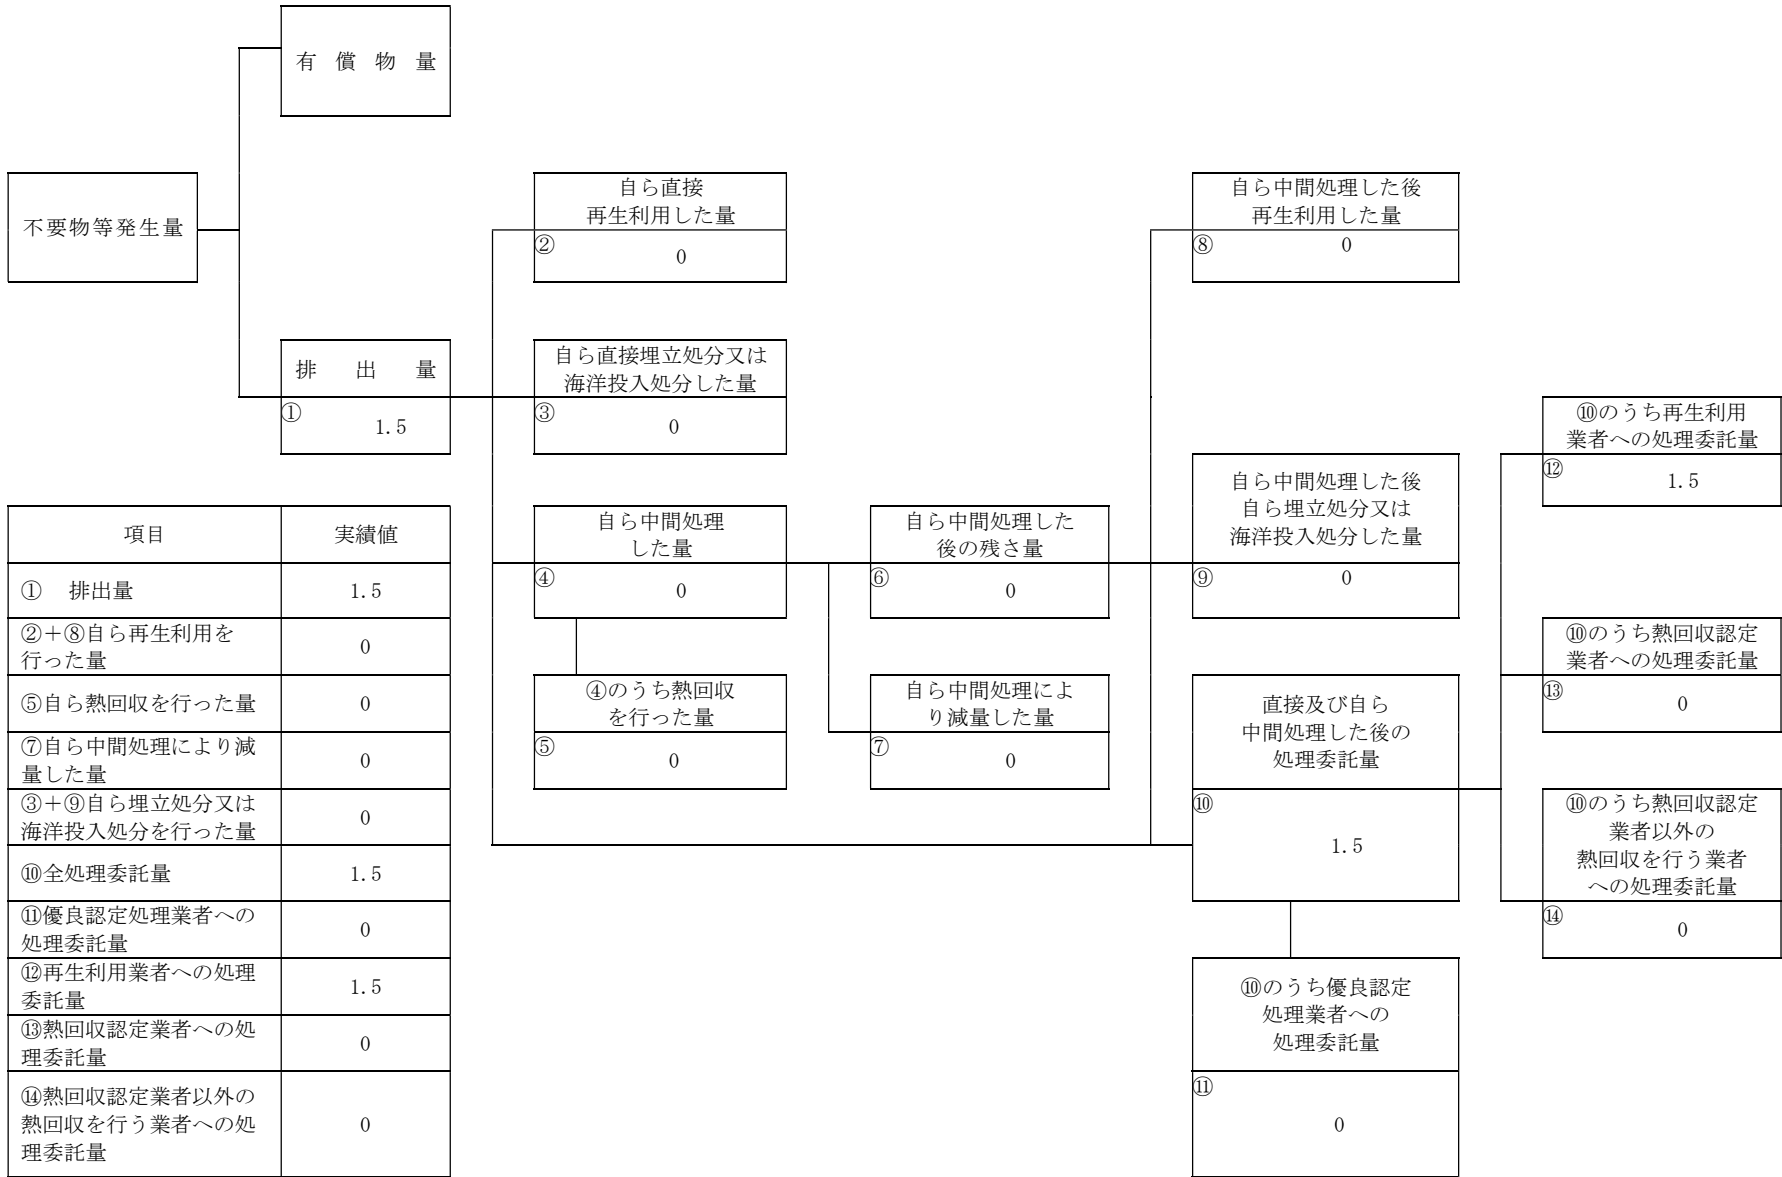 有償物量
不要物等発生量
自ら直接
再生利用した量
②
0
自ら中間処理した後
再生利用した量
⑧
0
排出量
①
1.5
自ら直接埋立処分又は
海洋投入処分した量
③
0
⑩のうち再生利用
業者への処理委託量
⑫
1.5
自ら中間処理
した量
④
0
自ら中間処理した
後の残さ量
⑥
0
自ら中間処理した後
自ら埋立処分又は
海洋投入処分した量
⑨
0
⑩のうち熱回収認定
業者への処理委託量
⑬
0
④のうち熱回収
を行った量
⑤
0
自ら中間処理によ
り減量した量
⑦
0
直接及び自ら
中間処理した後の
処理委託量
⑩
1.5
⑩のうち熱回収認定
業者以外の
熱回収を行う業者
への処理委託量
⑭
0
⑩のうち優良認定
処理業者への
処理委託量
⑪
0
項目 実績値
① 排出量 1.5
②+⑧自ら再生利用を
行った量
0
⑤自ら熱回収を行った量 0
⑦自ら中間処理により減
量した量
0
③+⑨自ら埋立処分又は
海洋投入処分を行った量
0
⑩全処理委託量 1.5
⑪優良認定処理業者への
処理委託量
0
⑫再生利用業者への処理
委託量
1.5
⑬熱回収認定業者への処
理委託量
0
⑭熱回収認定業者以外の
熱回収を行う業者への処
理委託量
0